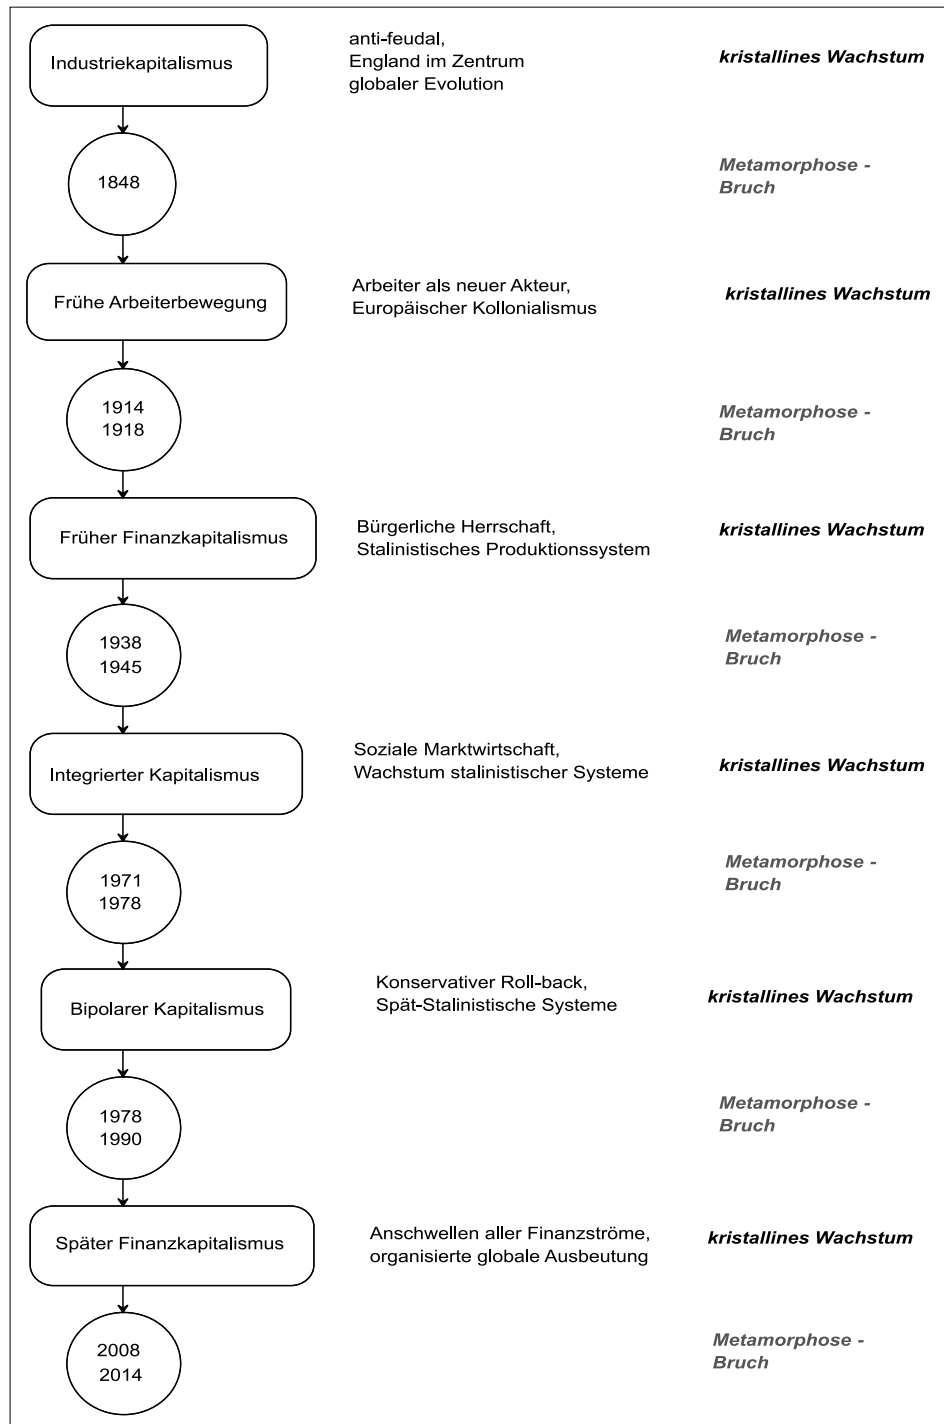 Industriekapitalismus
anti-feudal,
England im Zentrum
globaler Evolution
kristallines Wachstum
1848
Metamorphose -
Bruch
Frühe Arbeiterbewegung
Arbeiter als neuer Akteur,
Europäischer Kollonialismus
kristallines Wachstum
1914
1918
Metamorphose -
Bruch
Früher Finanzkapitalismus
Bürgerliche Herrschaft,
Stalinistisches Produktionssystem
kristallines Wachstum
1938
1945
Metamorphose -
Bruch
Integrierter Kapitalismus
Soziale Marktwirtschaft,
Wachstum stalinistischer Systeme
kristallines Wachstum
1971
1978
Metamorphose -
Bruch
Bipolarer Kapitalismus
Konservativer Roll-back,
Spät-Stalinistische Systeme
kristallines Wachstum
1978
1990
Metamorphose -
Bruch
Später Finanzkapitalismus
Anschwellen aller Finanzströme,
organisierte globale Ausbeutung
kristallines Wachstum
2008
2014
Metamorphose -
Bruch